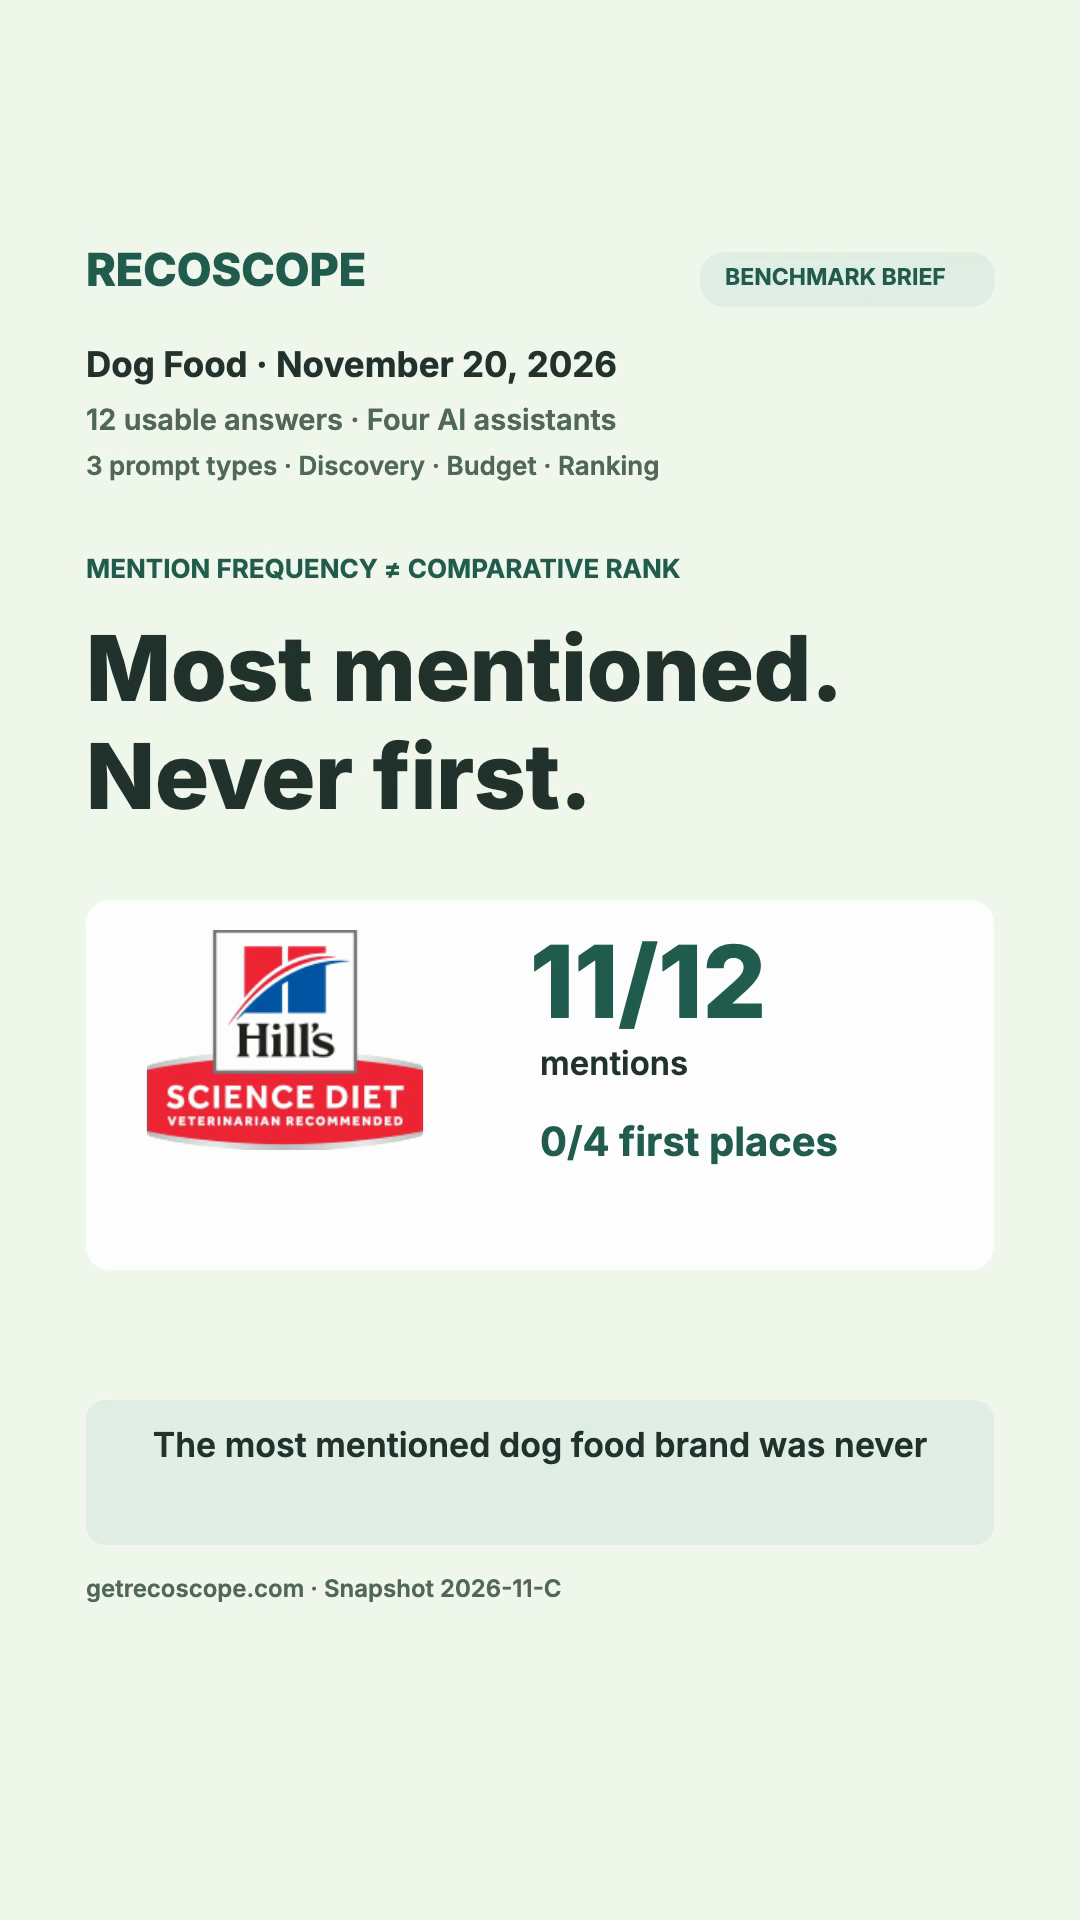 RECOSCOPE
BENCHMARK BRIEF
Dog Food · November 20, 2026
12 usable answers · Four AI assistants
3 prompt types · Discovery · Budget · Ranking
MENTION FREQUENCY ≠ COMPARATIVE RANK
Most mentioned.
Never first.
Hill's
SCIENCE DIET
VETERINARIAN RECOMMENDED
11/12
mentions
0/4 first places
The most mentioned dog food brand was never
getrecoscope.com · Snapshot 2026-11-C